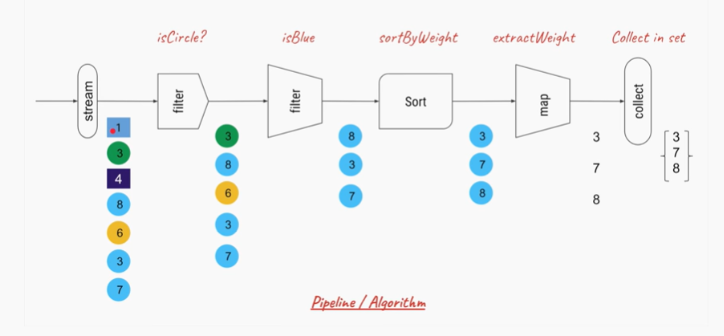 isCircle?
isBlue
sortByWeight
extractWeight
Collect in set
stream
filter
filter
Sort
map
collect
1
3
4
8
6
3
7
3
8
6
3
7
8
3
7
3
7
8
3
7
8
3
7
8
Pipeline / Algorithm